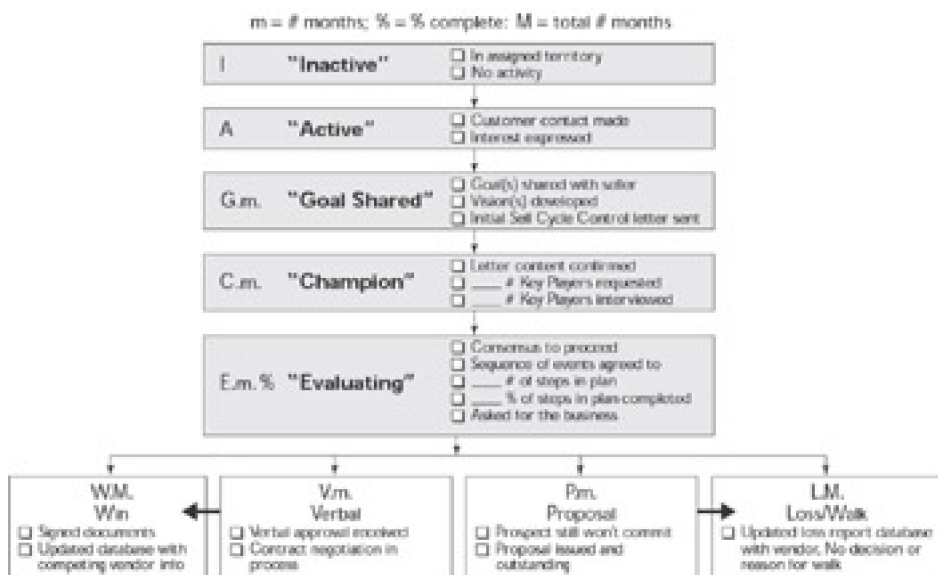 m = # months; % = % complete: M = total # months
I "Inactive"
❑ In assigned territory
❑ No activity
A "Active"
❑ Customer contact made
❑ Interest expressed
G.m. "Goal Shared"
❑ Goal(s) shared with seller
❑ Vision(s) developed
❑ Initial Sell Cycle Control letter sent
C.m. "Champion"
❑ Letter content confirmed
❑ ____ # Key Players requested
❑ ____ # Key Players interviewed
E.m. % "Evaluating"
❑ Consensus to proceed
❑ Sequence of events agreed to
❑ ____ # of steps in plan
❑ ____ % of steps in plan completed
❑ Asked for the business
W.M.
Win
❑ Signed documents
❑ Updated database with
competing vendor info
V.m.
Verbal
❑ Verbal approval received
❑ Contract negotiation in
process
P.m.
Proposal
❑ Prospect still won't commit
❑ Proposal issued and
outstanding
L.M.
Loss/Walk
❑ Updated loss report database
with vendor. No decision or
reason for walk